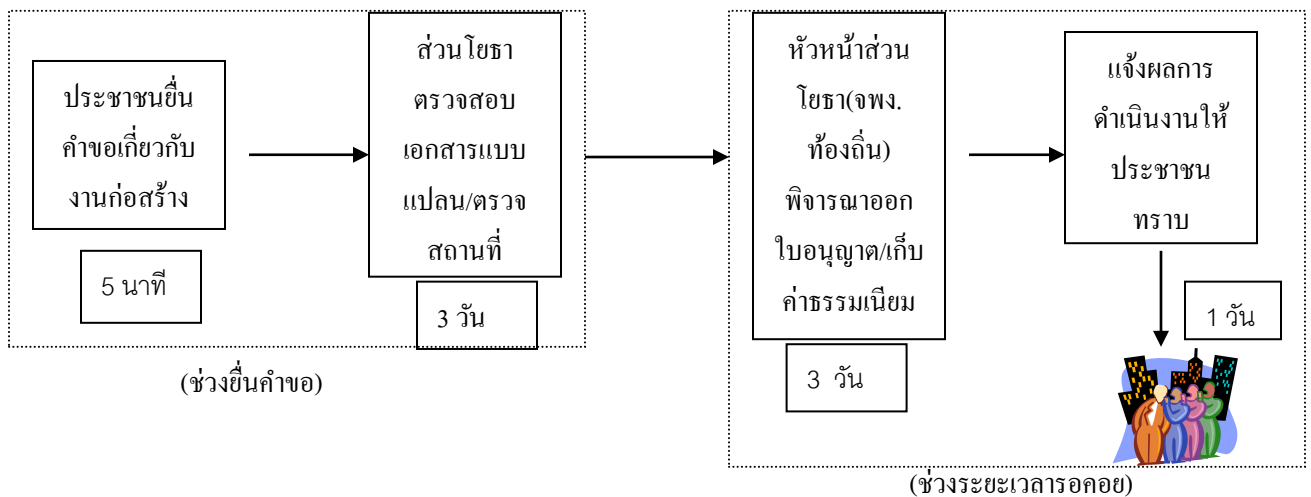 ประชาชนยื่น
คำขอเกี่ยวกับ
งานก่อสร้าง
5 นาที
ส่วนโยธา
ตรวจสอบ
เอกสารแบบ
แปลน/ตรวจ
สถานที่
3 วัน
(ช่วงยื่นคำขอ)
หัวหน้าส่วน
โยธา(จพง.
ท้องถิ่น)
พิจารณาออก
ใบอนุญาต/เก็บ
ค่าธรรมเนียม
3 วัน
แจ้งผลการ
ดำเนินงานให้
ประชาชน
ทราบ
1 วัน
(ช่วงระยะเวลารอคอย)